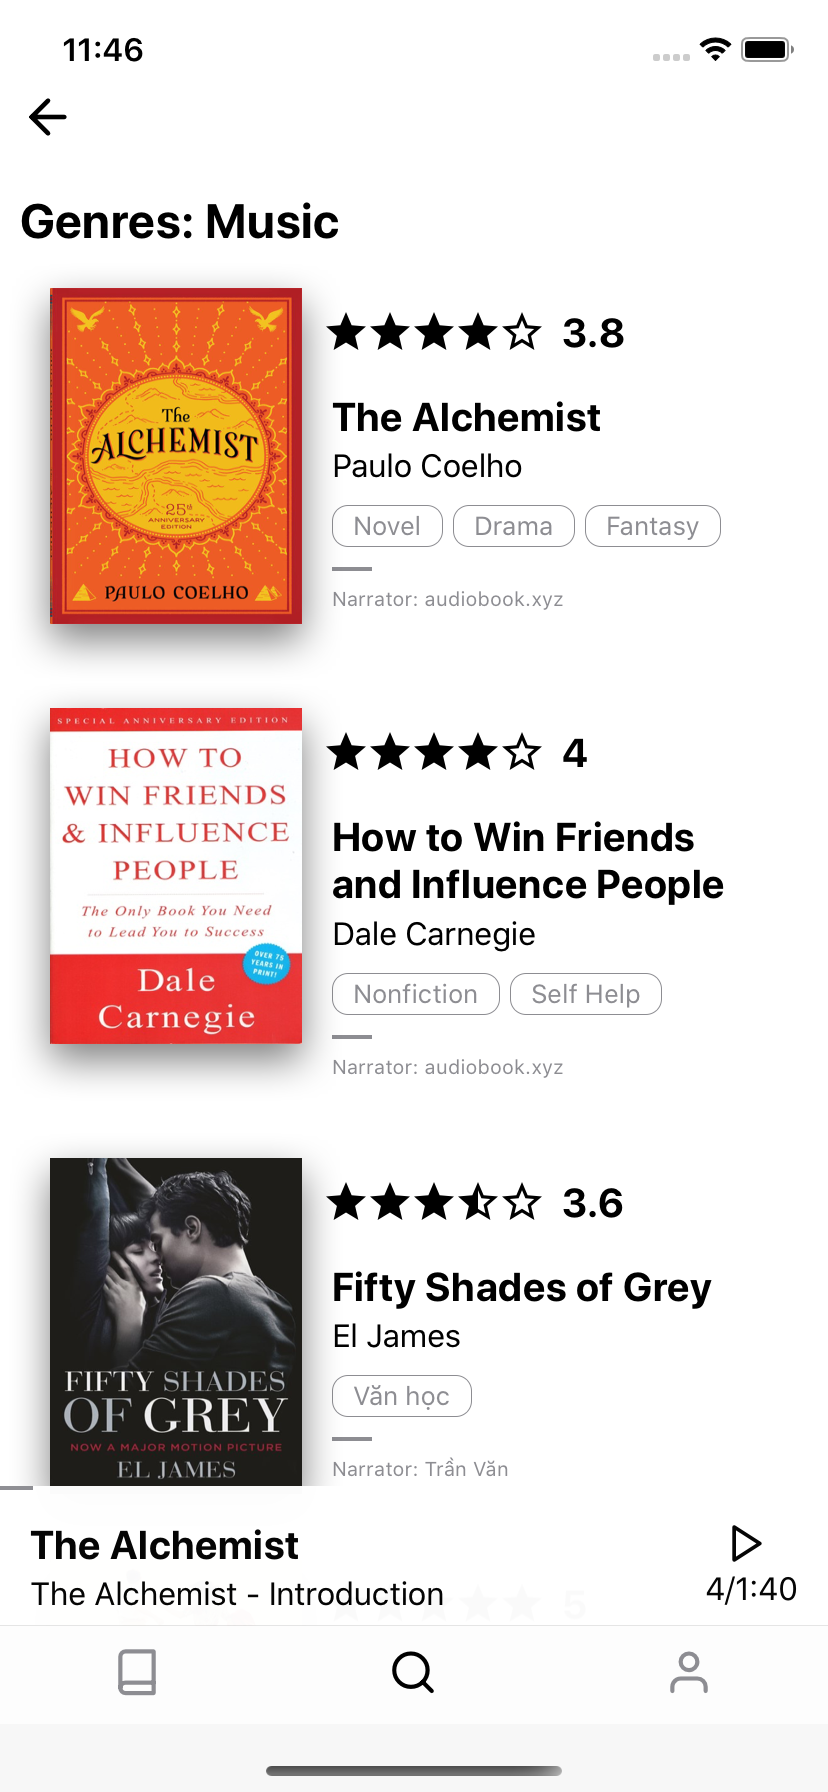 11:46
Genres: Music
The
ALCHEMIST
25th
ANNIVERSARY
EDITION
PAULO COELHO
3.8
The Alchemist
Paulo Coelho
Novel Drama Fantasy
Narrator: audiobook.xyz
SPECIAL ANNIVERSARY EDITION
HOW TO
WIN FRIENDS
& INFLUENCE
PEOPLE
The Only Book You Need
to Lead You to Success
OVER 75
YEARS IN
PRINT!
Dale
Carnegie
4
How to Win Friends
and Influence People
Dale Carnegie
Nonfiction Self Help
Narrator: audiobook.xyz
FIFTY SHADES
OF GREY
NOW A MAJOR MOTION PICTURE
EL JAMES
3.6
Fifty Shades of Grey
El James
Văn học
Narrator: Trần Văn
The Alchemist
The Alchemist - Introduction
4/1:40
5